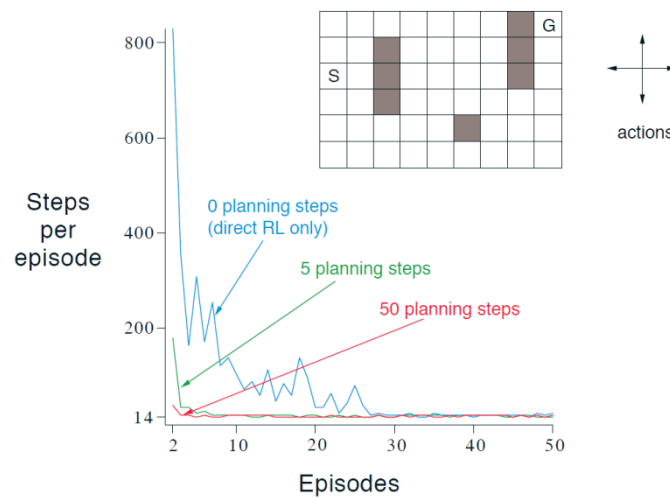 800
600
400
200
14
Steps
per
episode
G
S
actions
0 planning steps
(direct RL only)
5 planning steps
50 planning steps
2
10
20
30
40
50
Episodes